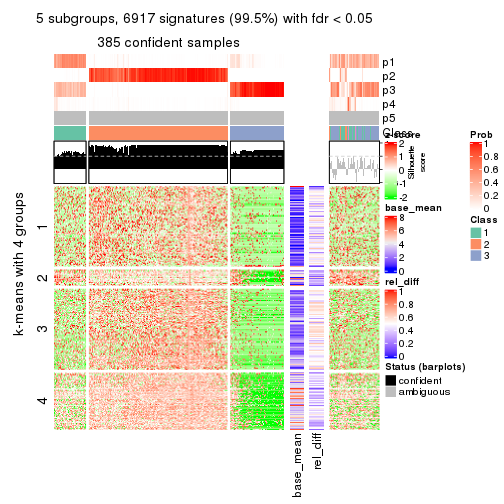 5 subgroups, 6917 signatures (99.5%) with fdr < 0.05
385 confident samples
p1
p2
p3
p4
p5
Class
z-score
2
1
0
-1
-2
Silhouette
score
Prob
1
0.8
0.6
0.4
0.2
0
base_mean
8
6
4
2
0
Class
1
2
3
rel_diff
1
0.8
0.6
0.4
0.2
0
Status (barplots)
confident
ambiguous
k-means with 4 groups
1
2
3
4
base_mean
rel_diff